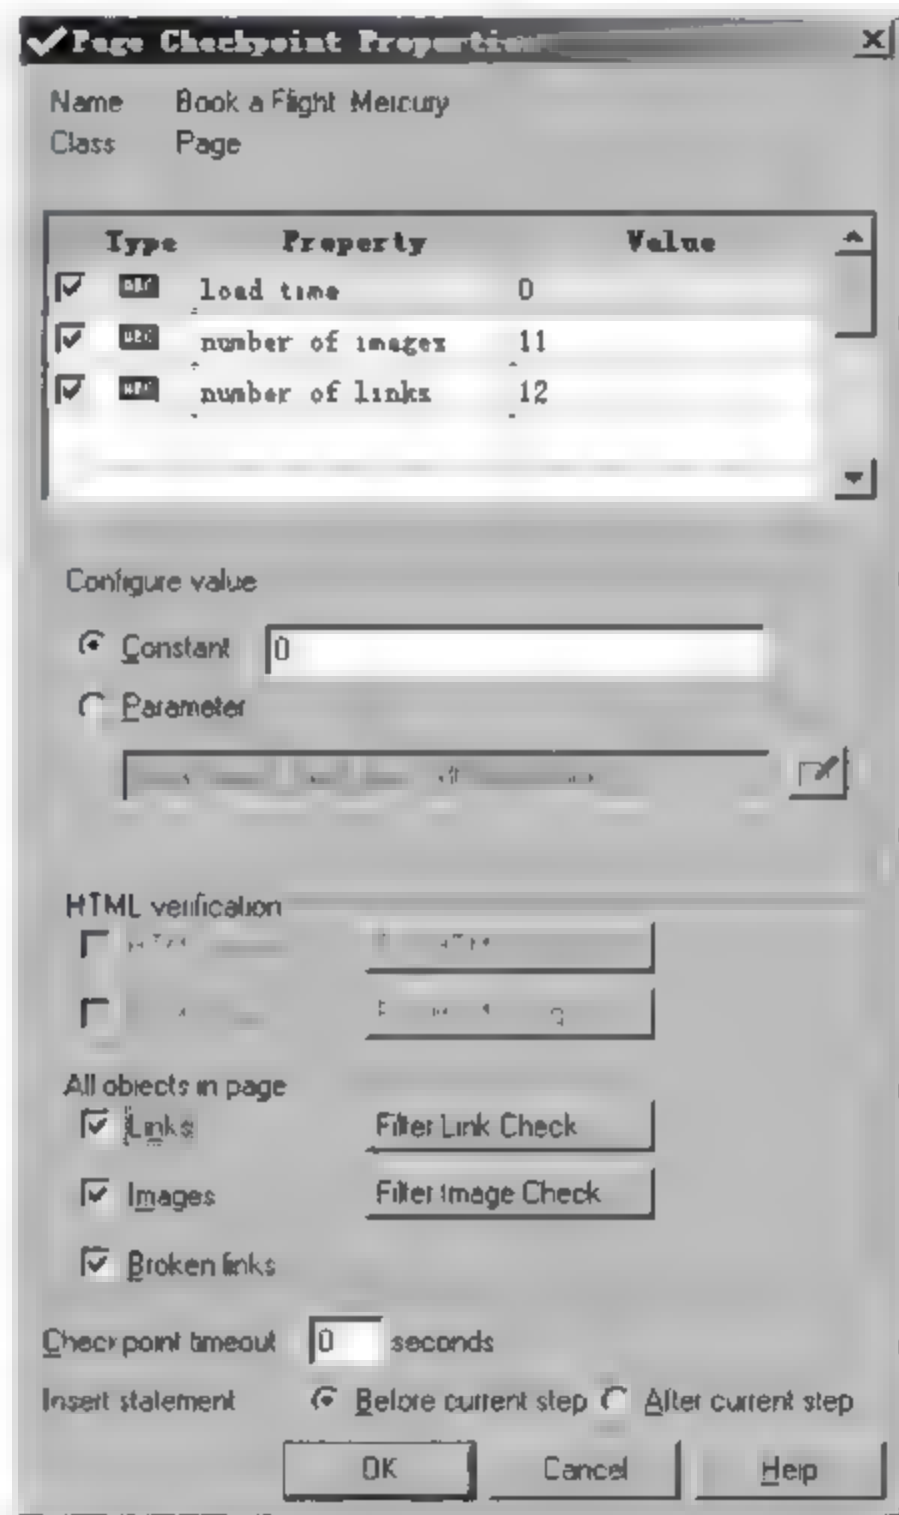 Page Checkpoint Properties
Name Book a Flight Mercury
Class Page
Type Property Value
ABC load time 0
ABC number of images 11
ABC number of links 12
Configure value
Constant 0
Parameter
HTML verification
All objects in page
Links Filter Link Check
Images Filter Image Check
Broken links
Checkpoint timeout 0 seconds
Insert statement Before current step After current step
OK Cancel Help